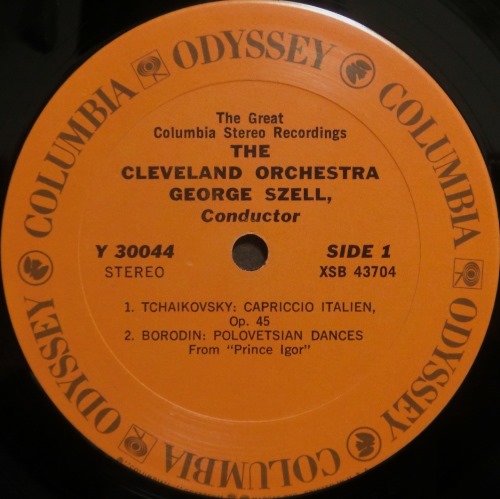 COLUMBIA ODYSSEY COLUMBIA ODYSSEY COLUMBIA ODYSSEY
The Great
Columbia Stereo Recordings
THE
CLEVELAND ORCHESTRA
GEORGE SZELL,
Conductor
Y 30044 SIDE 1
STEREO XSB 43704
1. TCHAIKOVSKY: CAPRICCIO ITALIEN,
Op. 45
2. BORODIN: POLOVETSIAN DANCES
From "Prince Igor"